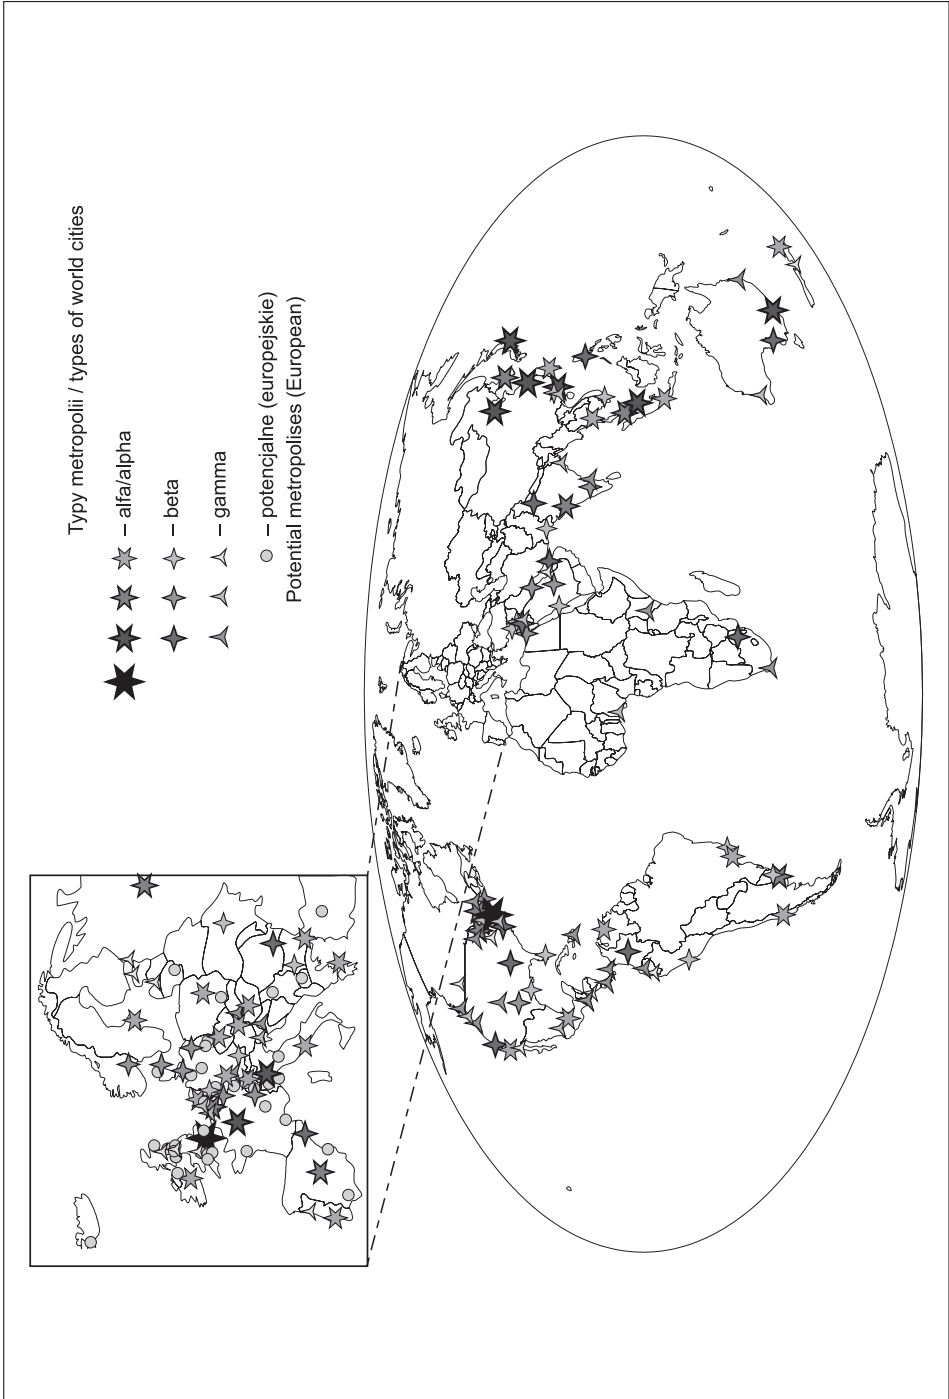 Typy metropolii / types of world cities
– alfa/alpha
– beta
– gamma
– potencjalne (europejskie)
Potential metropolises (European)